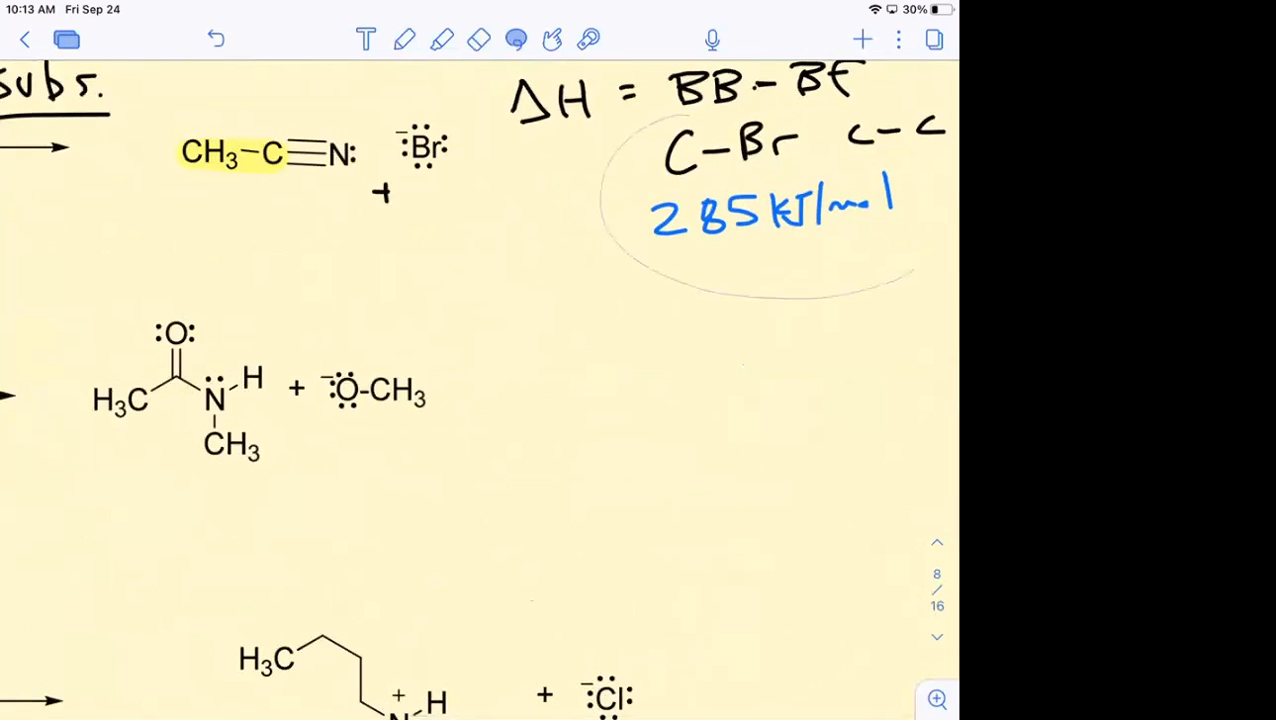 10:13 AM Fri Sep 24
30%
subs.
ΔH = BB - BF
C-Br C-C
285 kJ/mol
CH₃-C≡N: + ⁻:Br:
:O:
H₃C N H + ⁻:O-CH₃
CH₃
8
/
16
H₃C
+ H + ⁻:Cl:
N